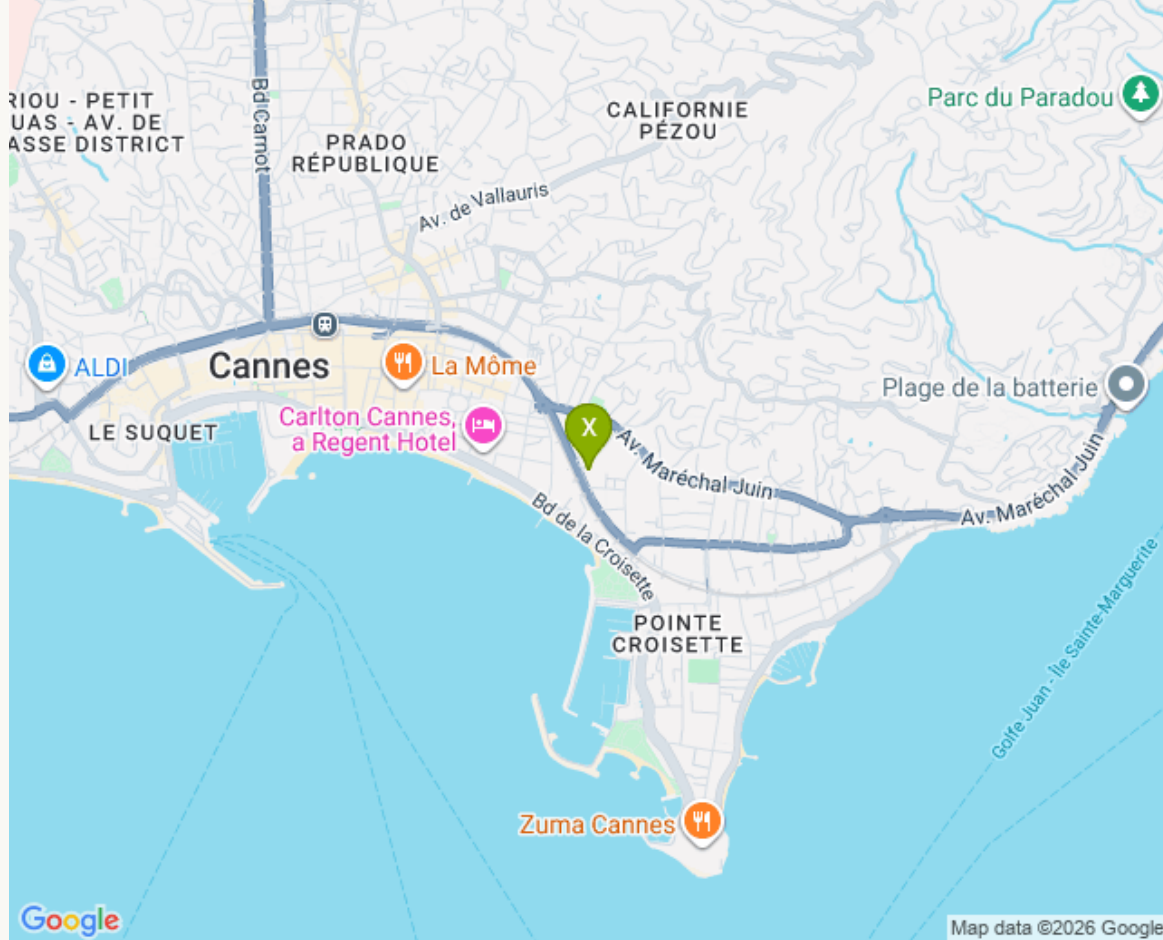 RIOU - PETIT
UAS - AV. DE
ASSE DISTRICT
Bd Carnot
PRADO
RÉPUBLIQUE
CALIFORNIE
PÉZOU
Parc du Paradou
Av. de Vallauris
ALDI
Cannes
La Môme
Plage de la batterie
LE SUQUET
Carlton Cannes,
a Regent Hotel
X
Av. Maréchal Juin
Av. Maréchal Juin
Bd de la Croisette
POINTE
CROISETTE
Golfe Juan - Île Sainte-Marguerite
Zuma Cannes
Google
Map data ©2026 Google